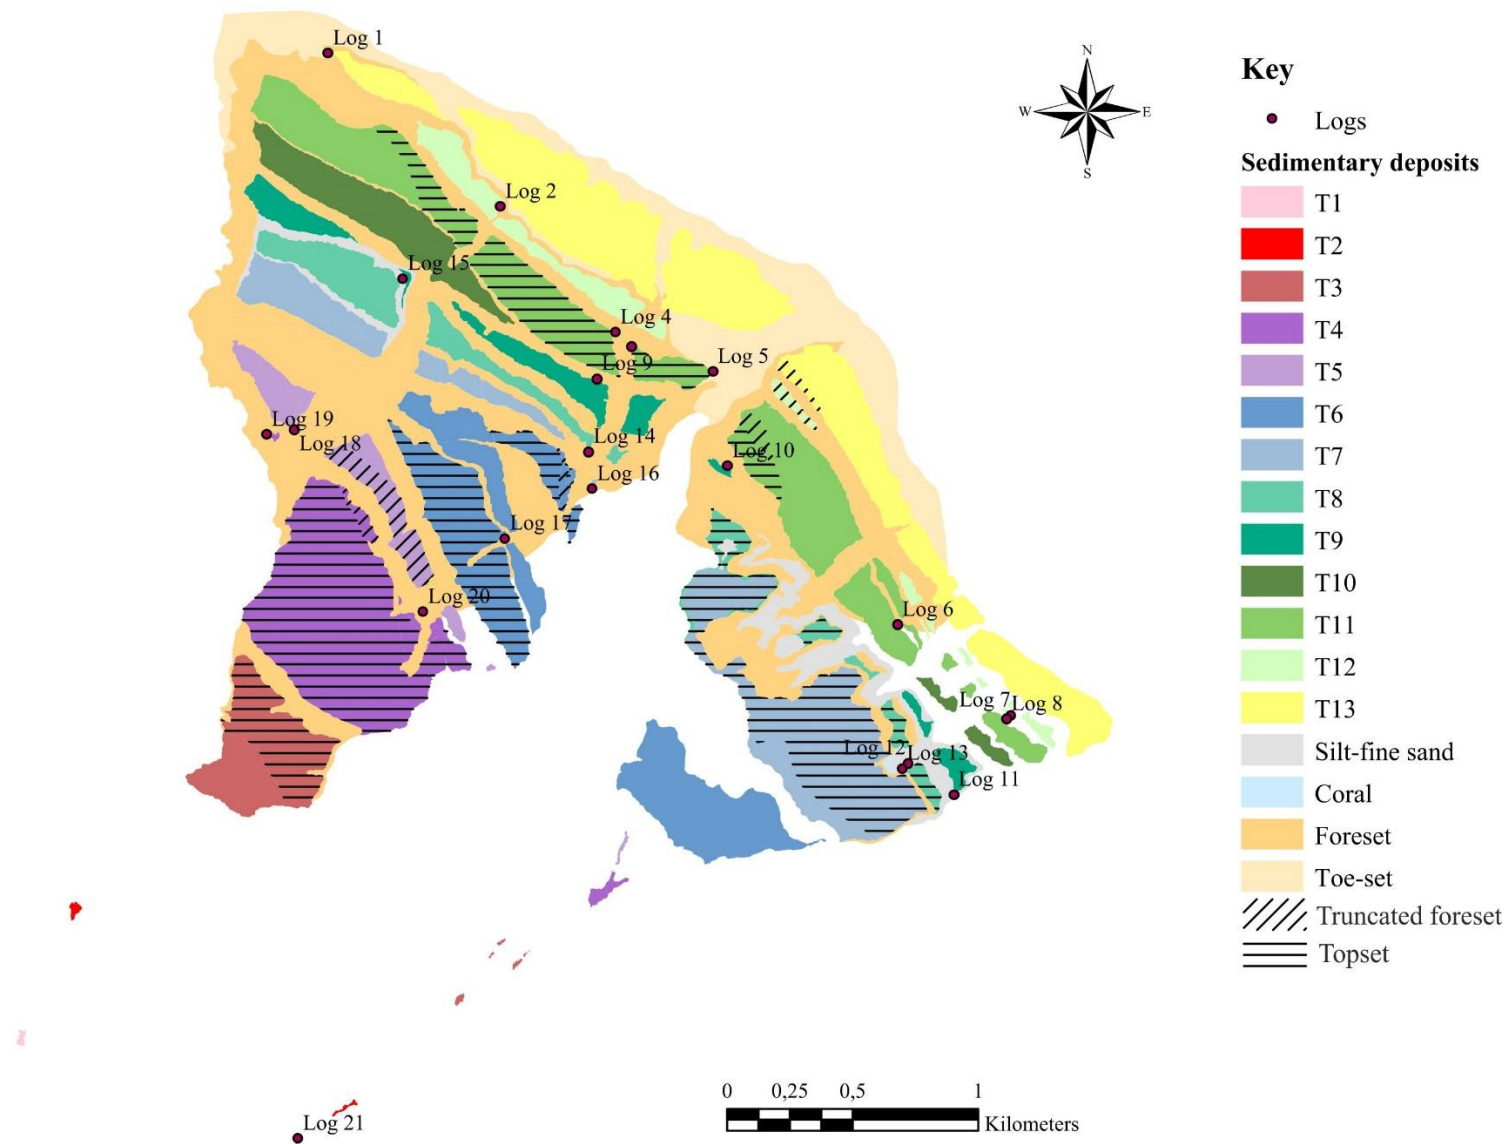 Log 1
N
W
E
S
Log 2
Log 15
Log 4
Log 9
Log 5
Log 19
Log 18
Log 14
Log 10
Log 16
Log 17
Log 20
Log 6
Log 7
Log 8
Log 12
Log 13
Log 11
Log 21
0 0,25 0,5 1
Kilometers
Key
Logs
Sedimentary deposits
T1
T2
T3
T4
T5
T6
T7
T8
T9
T10
T11
T12
T13
Silt-fine sand
Coral
Foreset
Toe-set
Truncated foreset
Topset